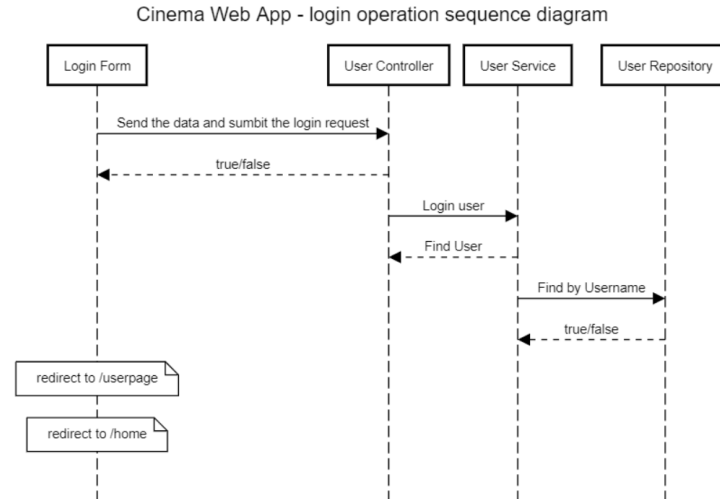 Cinema Web App - login operation sequence diagram
Login Form
User Controller
User Service
User Repository
Send the data and sumbit the login request
true/false
Login user
Find User
Find by Username
true/false
redirect to /userpage
redirect to /home